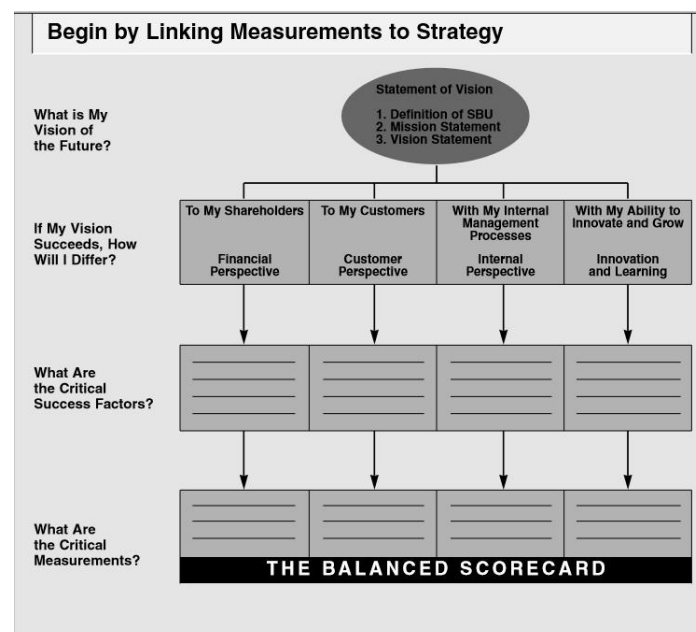 Begin by Linking Measurements to Strategy
What is My
Vision of
the Future?
Statement of Vision
1. Definition of SBU
2. Mission Statement
3. Vision Statement
If My Vision
Succeeds, How
Will I Differ?
To My Shareholders
Financial
Perspective
To My Customers
Customer
Perspective
With My Internal
Management
Processes
Internal
Perspective
With My Ability to
Innovate and Grow
Innovation
and Learning
What Are
the Critical
Success Factors?
What Are
the Critical
Measurements?
THE BALANCED SCORECARD